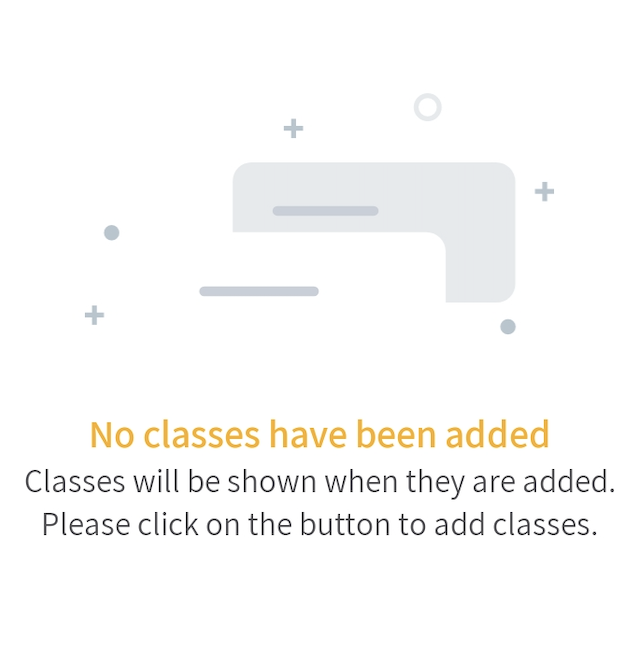 No classes have been added
Classes will be shown when they are added.
Please click on the button to add classes.